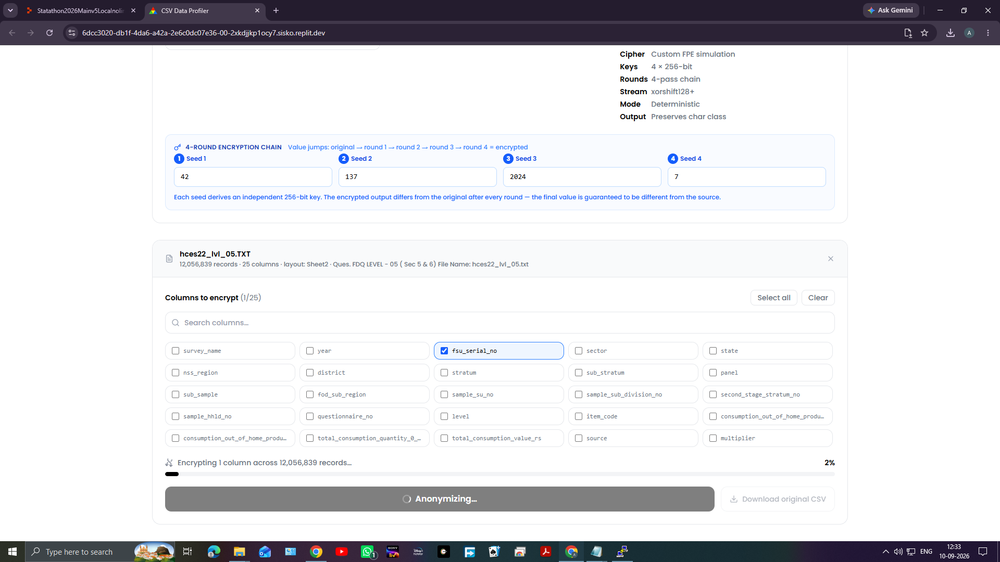 Statathon2026Mainv5Localnolin
CSV Data Profiler
Ask Gemini
6dcc3020-db1f-4da6-a42a-2e6c0dc07e36-00-2xkdjjkp1ocy7.sisko.replit.dev
A
Cipher Custom FPE simulation
Keys 4 × 256-bit
Rounds 4-pass chain
Stream xorshift128+
Mode Deterministic
Output Preserves char class
4-ROUND ENCRYPTION CHAIN Value jumps: original → round 1 → round 2 → round 3 → round 4 = encrypted
1 Seed 1 2 Seed 2 3 Seed 3 4 Seed 4
42 137 2024 7
Each seed derives an independent 256-bit key. The encrypted output differs from the original after every round — the final value is guaranteed to be different from the source.
hces22_lvl_05.TXT
12,056,839 records · 25 columns · layout: Sheet2 · Ques. FDQ LEVEL - 05 ( Sec 5 & 6) File Name: hces22_lvl_05.txt
Columns to encrypt (1/25) Select all Clear
Search columns...
survey_name year fsu_serial_no sector state
nss_region district stratum sub_stratum panel
sub_sample fod_sub_region sample_su_no sample_sub_division_no second_stage_stratum_no
sample_hhld_no questionnaire_no level item_code consumption_out_of_home_produ…
consumption_out_of_home_produ… total_consumption_quantity_0_… total_consumption_value_rs source multiplier
Encrypting 1 column across 12,056,839 records… 2%
Anonymizing… Download original CSV
Type here to search
1
SONY liv
ENG
12:33
10-09-2026